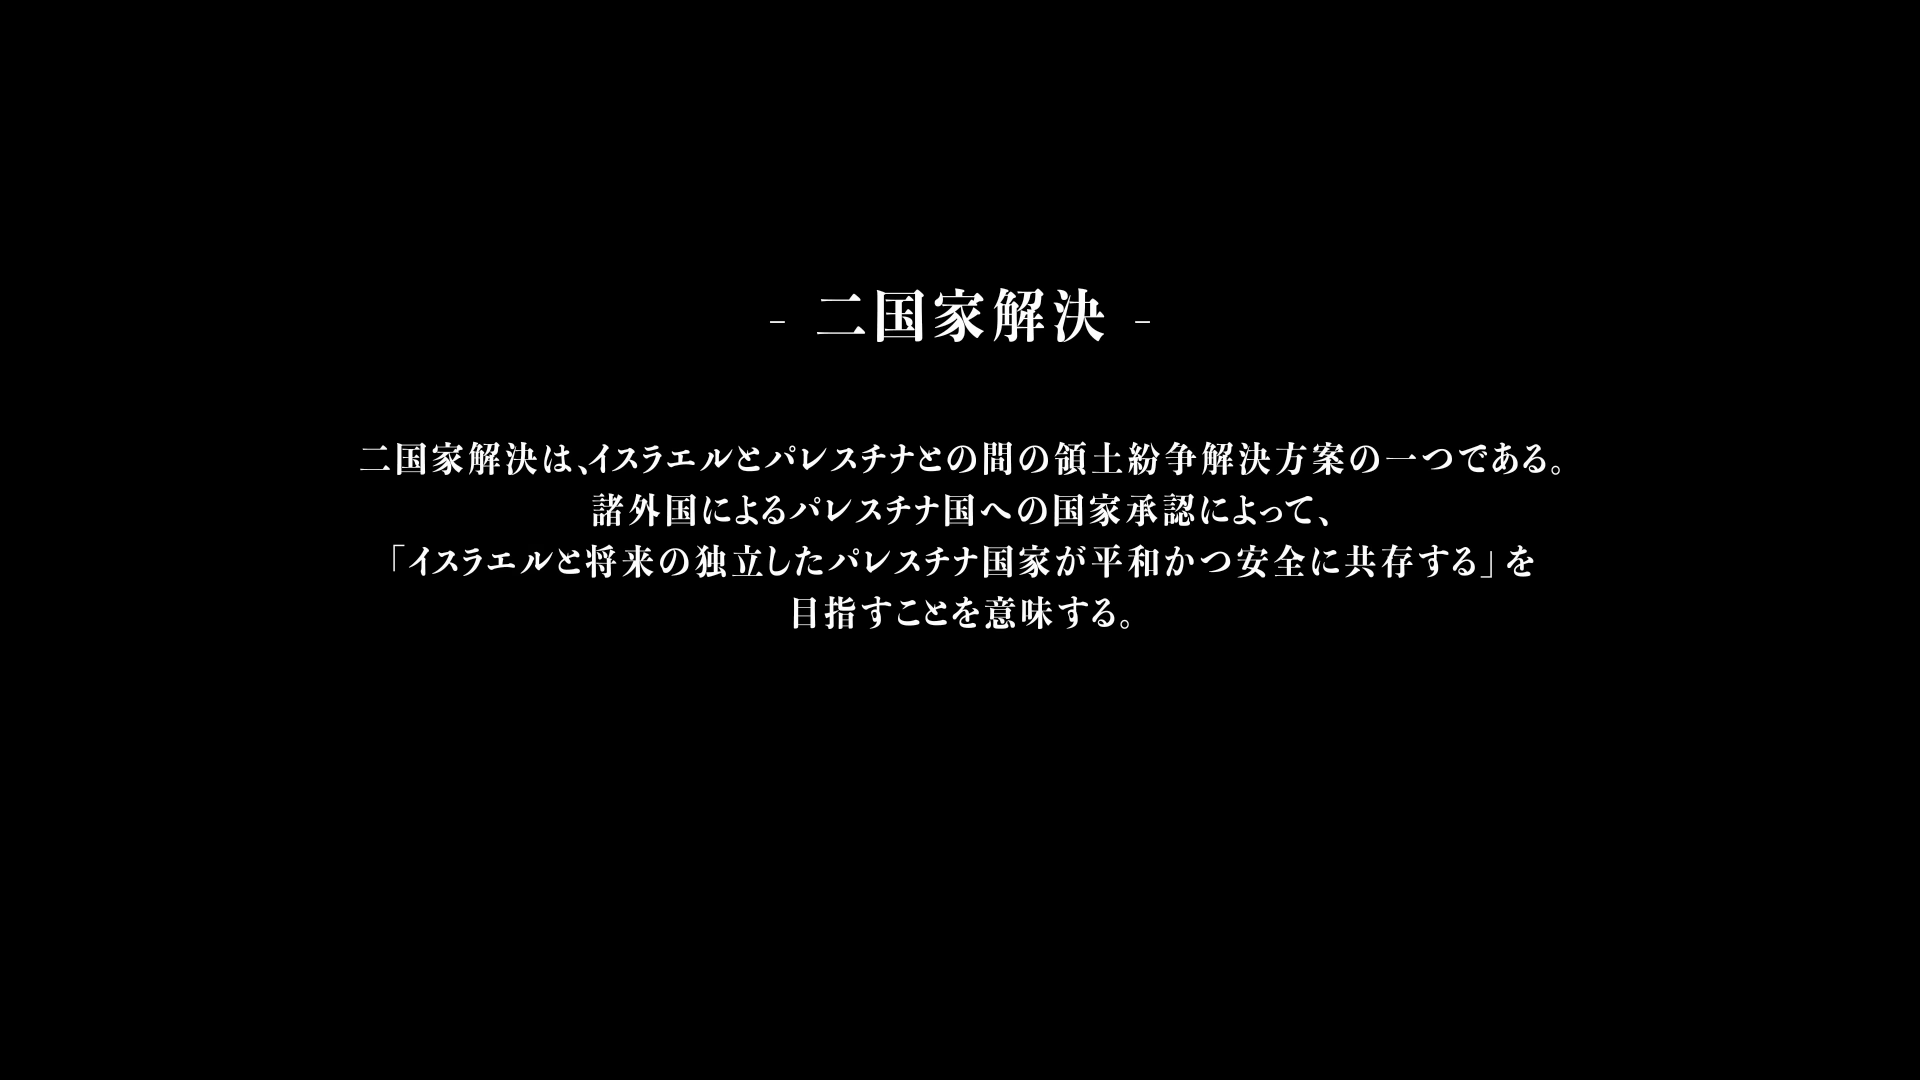 - 二国家解決 -
二国家解決は、イスラエルとパレスチナとの間の領土紛争解決方案の一つである。
諸外国によるパレスチナ国への国家承認によって、
「イスラエルと将来の独立したパレスチナ国家が平和かつ安全に共存する」を
目指すことを意味する。